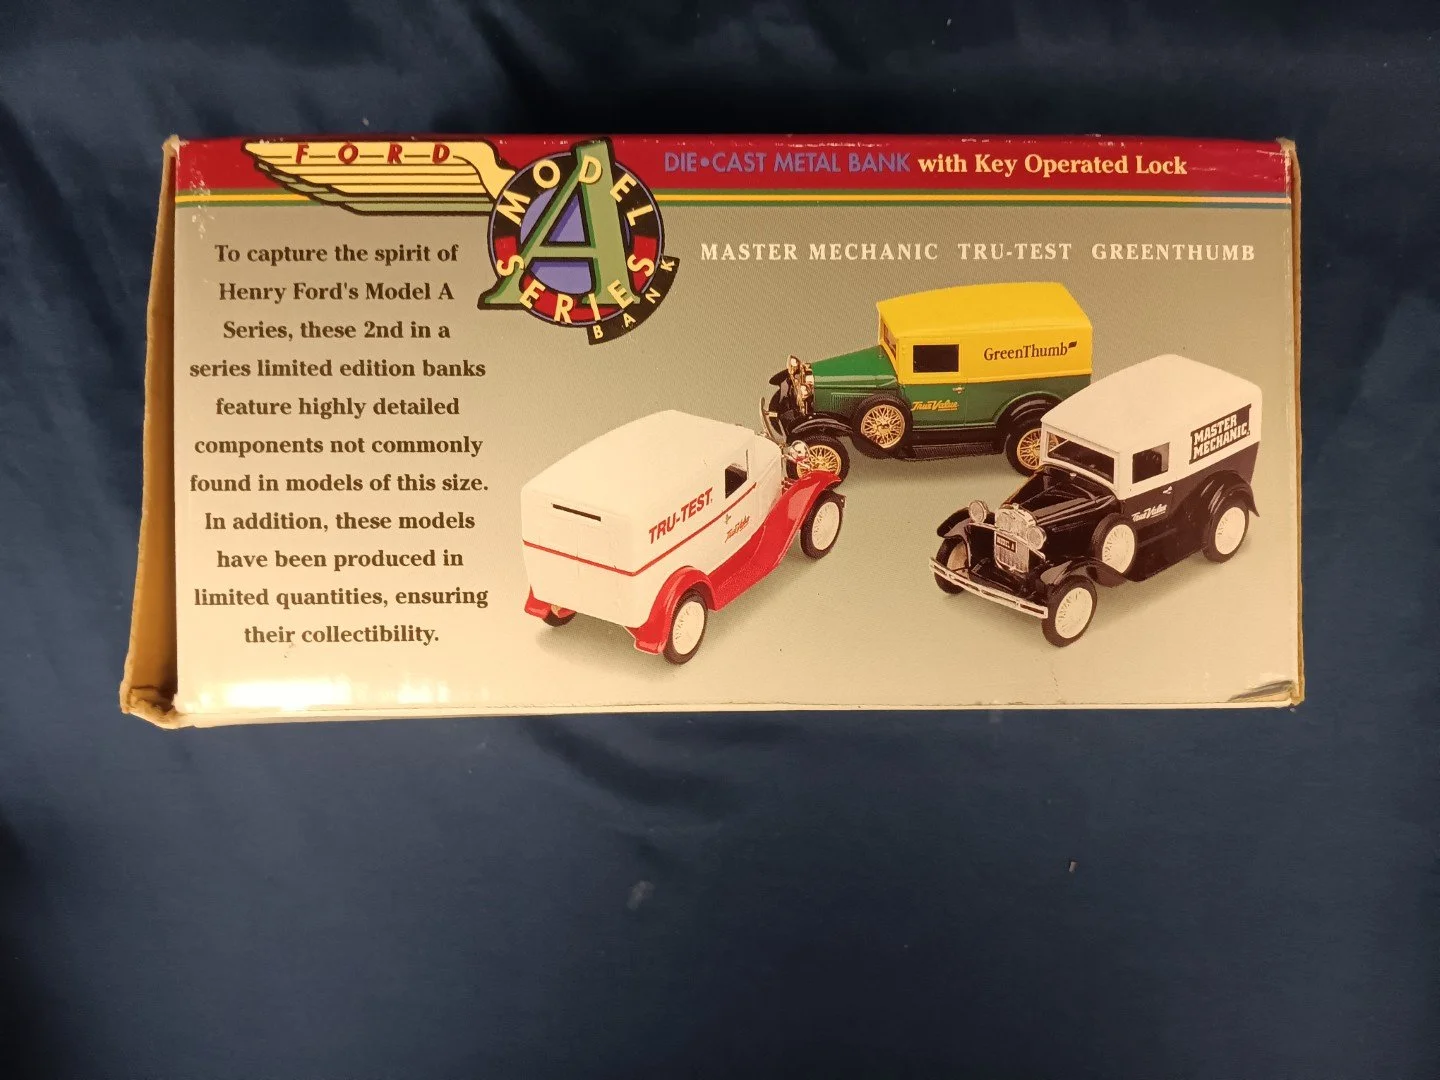 FORD
MODEL
A
SERIES
BANK
DIE•CAST METAL BANK with Key Operated Lock
To capture the spirit of
Henry Ford's Model A
Series, these 2nd in a
series limited edition banks
feature highly detailed
components not commonly
found in models of this size.
In addition, these models
have been produced in
limited quantities, ensuring
their collectibility.
MASTER MECHANIC TRU-TEST GREENTHUMB
GreenThumb
True Value
MASTER
MECHANIC.
True Value
TRU-TEST.
True Value
MODEL A